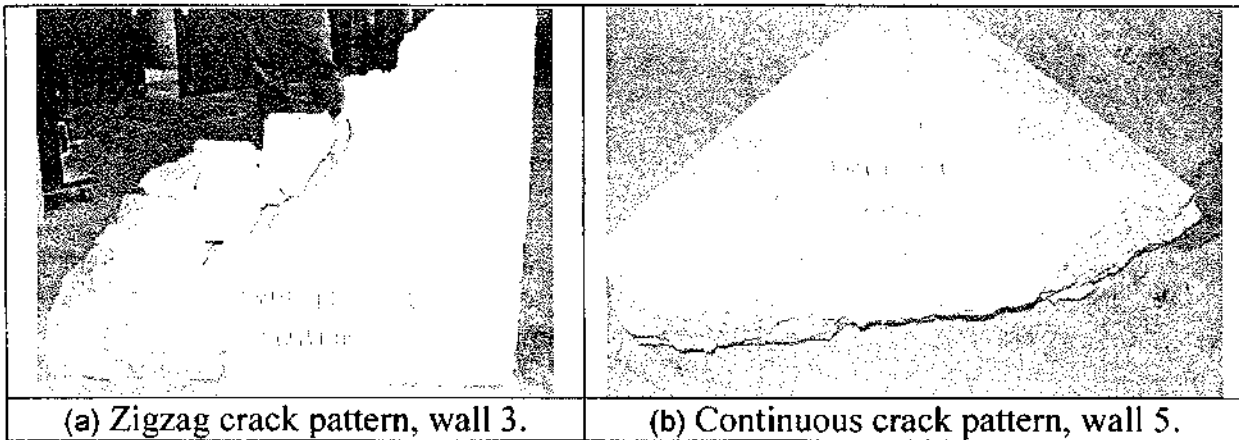 (a) Zigzag crack pattern, wall 3.
(b) Continuous crack pattern, wall 5.